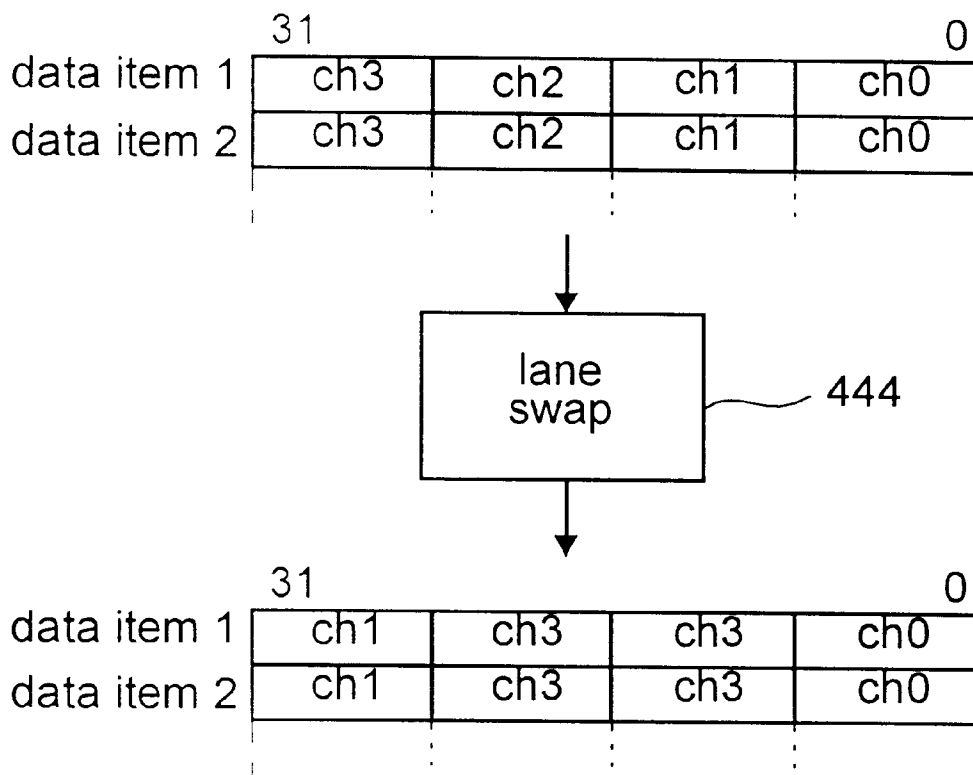 31 0
data item 1 ch3 ch2 ch1 ch0
data item 2 ch3 ch2 ch1 ch0
lane
swap
444
31 0
data item 1 ch1 ch3 ch3 ch0
data item 2 ch1 ch3 ch3 ch0